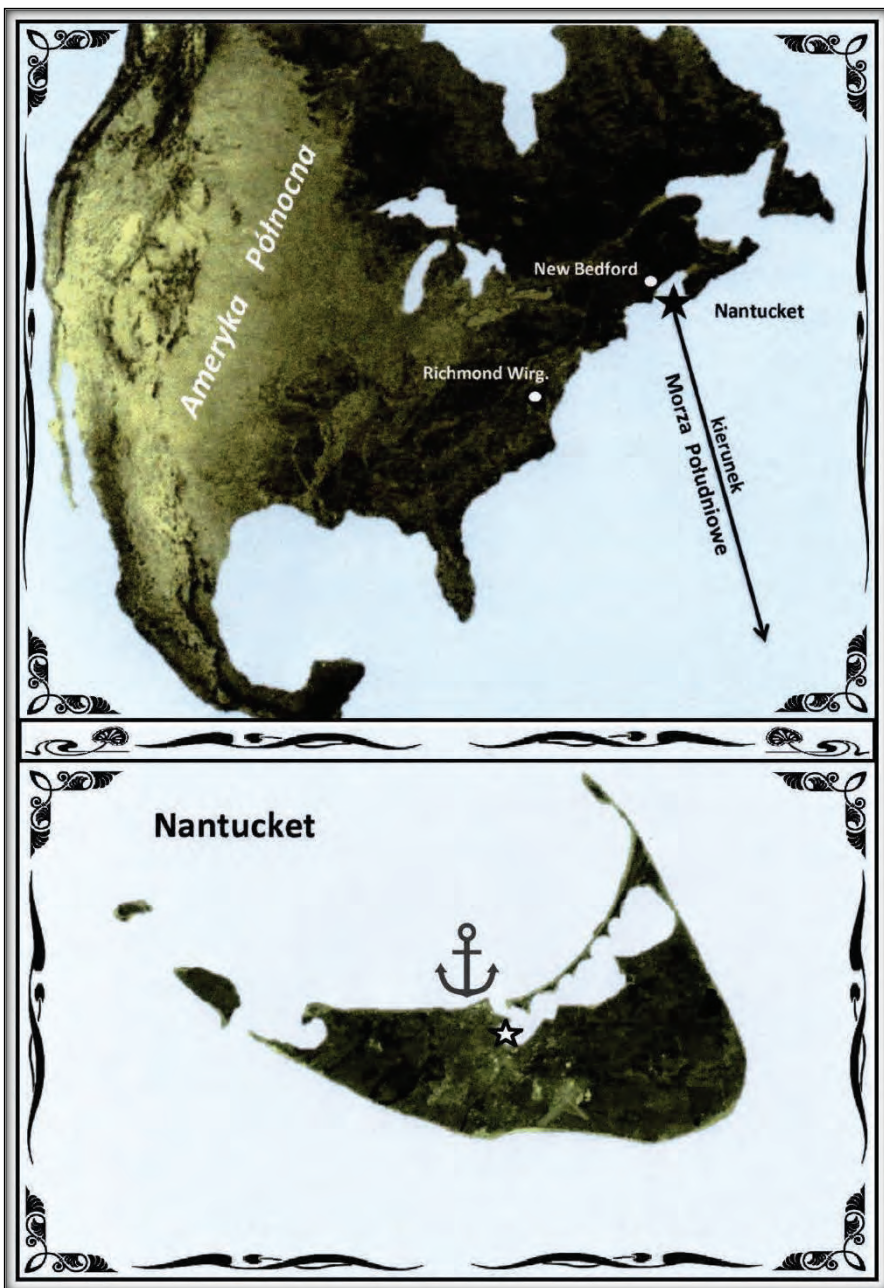 Ameryka Północna
New Bedford
Nantucket
Richmond Wirg.
kierunek
Morza Południowe
Nantucket